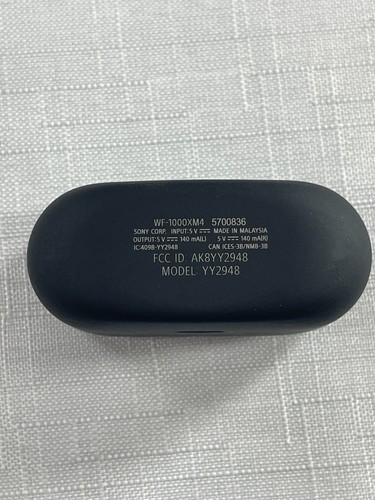 WF-1000XM4 5700836
SONY CORP. INPUT:5 V ⎓ MADE IN MALAYSIA
OUTPUT:5 V ⎓ 140 mA(L) 5 V ⎓ 140 mA(R)
IC:409B-YY2948 CAN ICES-3B/NMB-3B
FCC ID AK8YY2948
MODEL YY2948